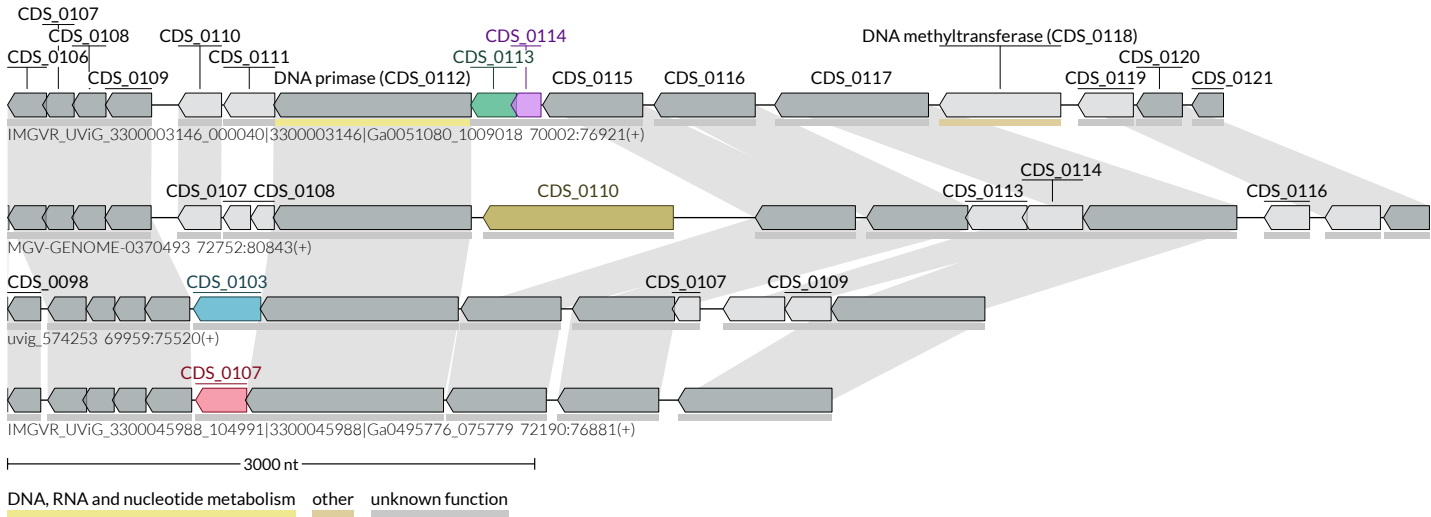 CDS_0107
CDS_0108 CDS_0110 CDS_0114 DNA methyltransferase (CDS_0118)
CDS_0106 CDS_0111 CDS_0113 CDS_0120
CDS_0109 DNA primase (CDS_0112) CDS_0115 CDS_0116 CDS_0117 CDS_0119 CDS_0121
IMGVR_UViG_3300003146_000040|3300003146|Ga0051080_1009018 70002:76921(+)
CDS_0114
CDS_0107 CDS_0108 CDS_0110 CDS_0113 CDS_0116
MGV-GENOME-0370493 72752:80843(+)
CDS_0098 CDS_0103 CDS_0107 CDS_0109
uvig_574253 69959:75520(+)
CDS_0107
IMGVR_UViG_3300045988_104991|3300045988|Ga0495776_075779 72190:76881(+)
3000 nt
DNA, RNA and nucleotide metabolism other unknown function